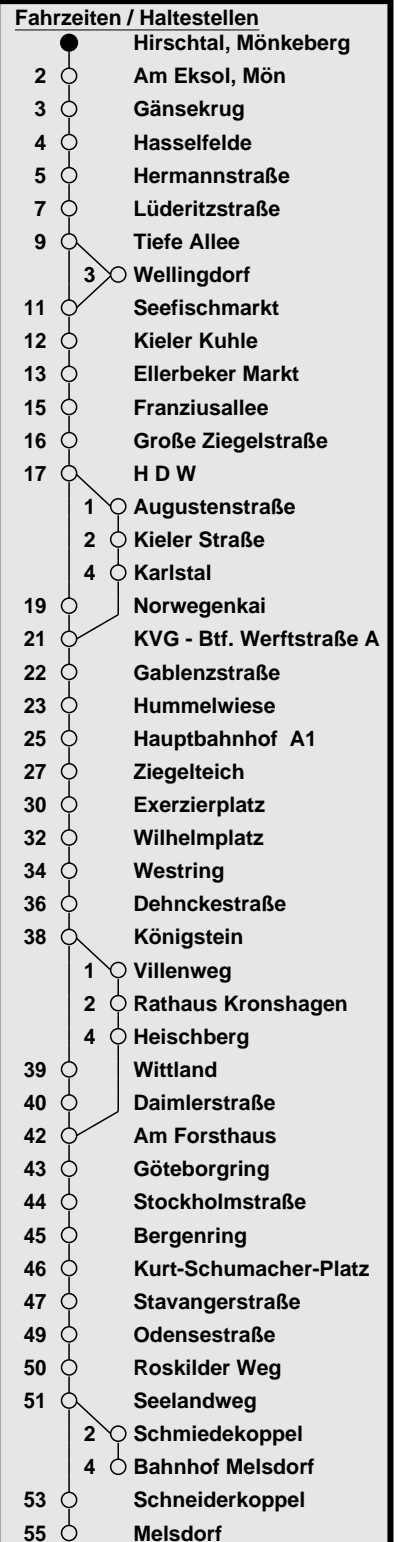 Fahrzeiten / Haltestellen
Hirschtal, Mönkeberg
2 Am Eksol, Mön
3 Gänsekrug
4 Hasselfelde
5 Hermannstraße
7 Lüderitzstraße
9 Tiefe Allee
3 Wellingdorf
11 Seefischmarkt
12 Kieler Kuhle
13 Ellerbeker Markt
15 Franziusallee
16 Große Ziegelstraße
17 H D W
1 Augustenstraße
2 Kieler Straße
4 Karlstal
19 Norwegenkai
21 KVG - Btf. Werftstraße A
22 Gablenzstraße
23 Hummelwiese
25 Hauptbahnhof A1
27 Ziegelteich
30 Exerzierplatz
32 Wilhelmplatz
34 Westring
36 Dehnckestraße
38 Königstein
1 Villenweg
2 Rathaus Kronshagen
4 Heischberg
39 Wittland
40 Daimlerstraße
42 Am Forsthaus
43 Göteborgring
44 Stockholmstraße
45 Bergenring
46 Kurt-Schumacher-Platz
47 Stavangerstraße
49 Odensestraße
50 Roskilder Weg
51 Seelandweg
2 Schmiedekoppel
4 Bahnhof Melsdorf
53 Schneiderkoppel
55 Melsdorf